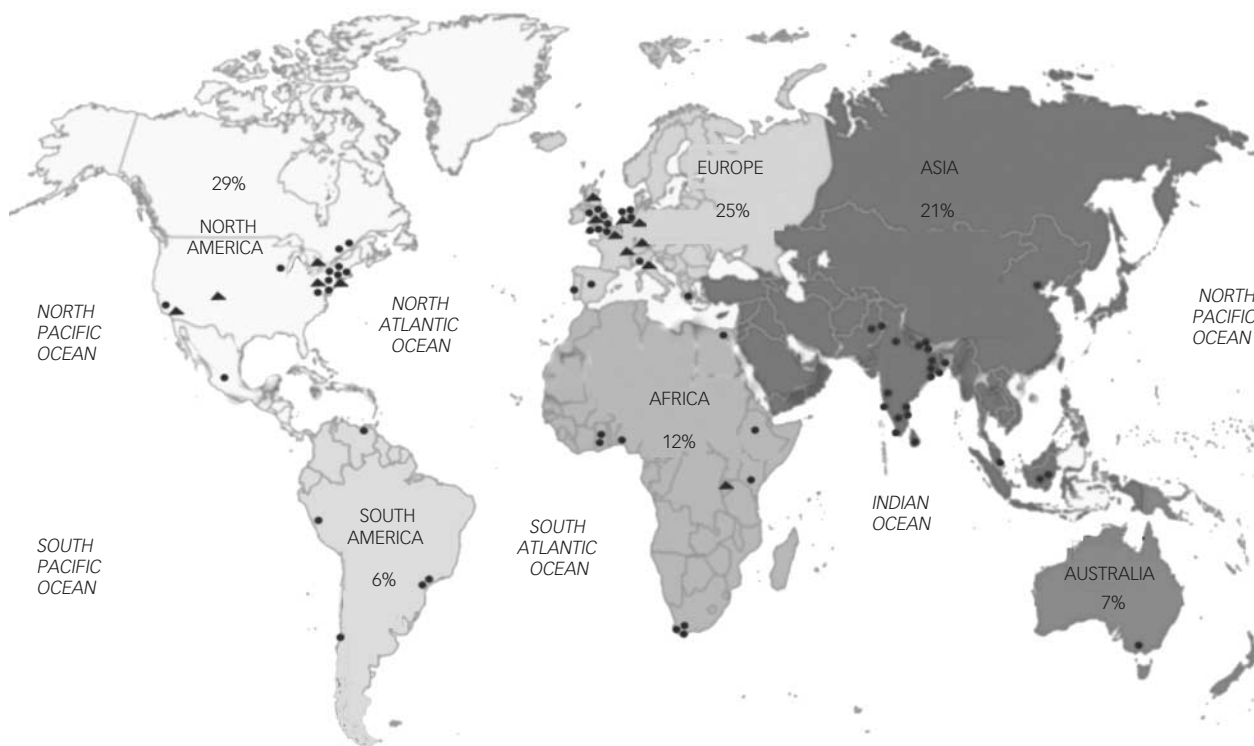 EUROPE
25%
ASIA
21%
29%
NORTH
AMERICA
NORTH
PACIFIC
OCEAN
NORTH
ATLANTIC
OCEAN
NORTH
PACIFIC
OCEAN
AFRICA
12%
SOUTH
AMERICA
6%
SOUTH
PACIFIC
OCEAN
SOUTH
ATLANTIC
OCEAN
INDIAN
OCEAN
AUSTRALIA
7%